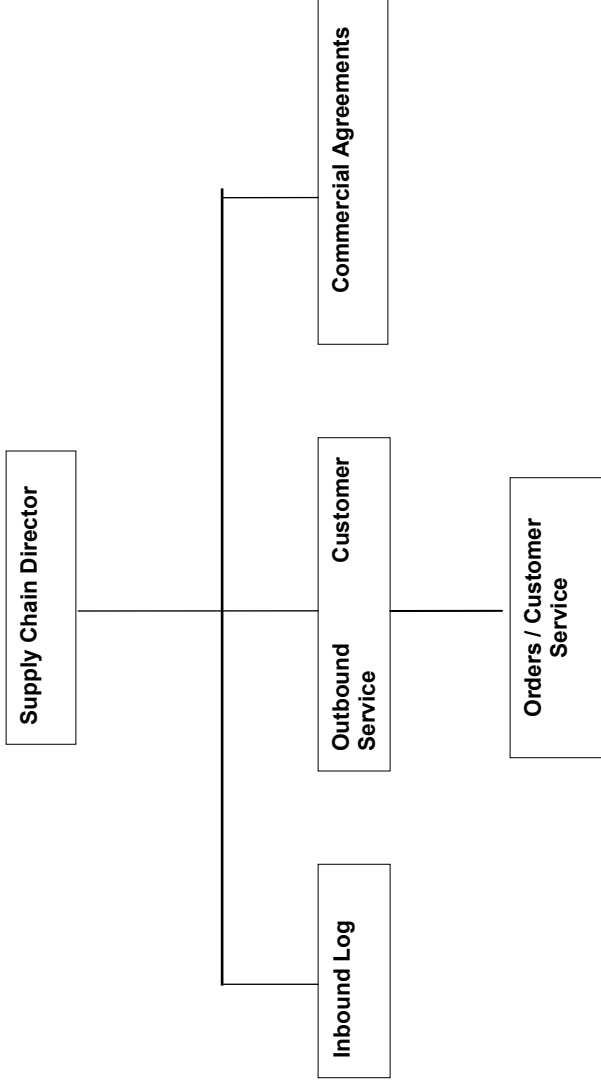 Supply Chain Director
Inbound Log
Outbound Customer
Service
Commercial Agreements
Orders / Customer
Service